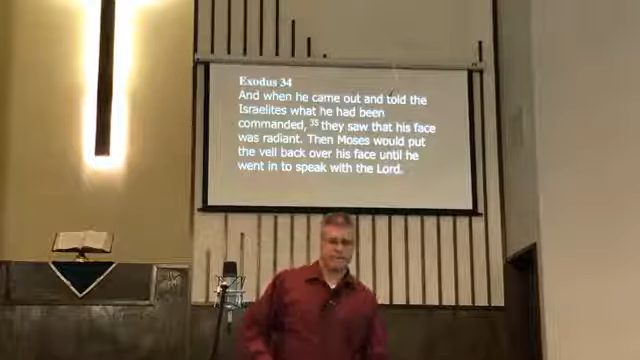 Exodus 34
And when he came out and told the
Israelites what he had been
commanded, 35 they saw that his face
was radiant. Then Moses would put
the veil back over his face until he
went in to speak with the Lord.